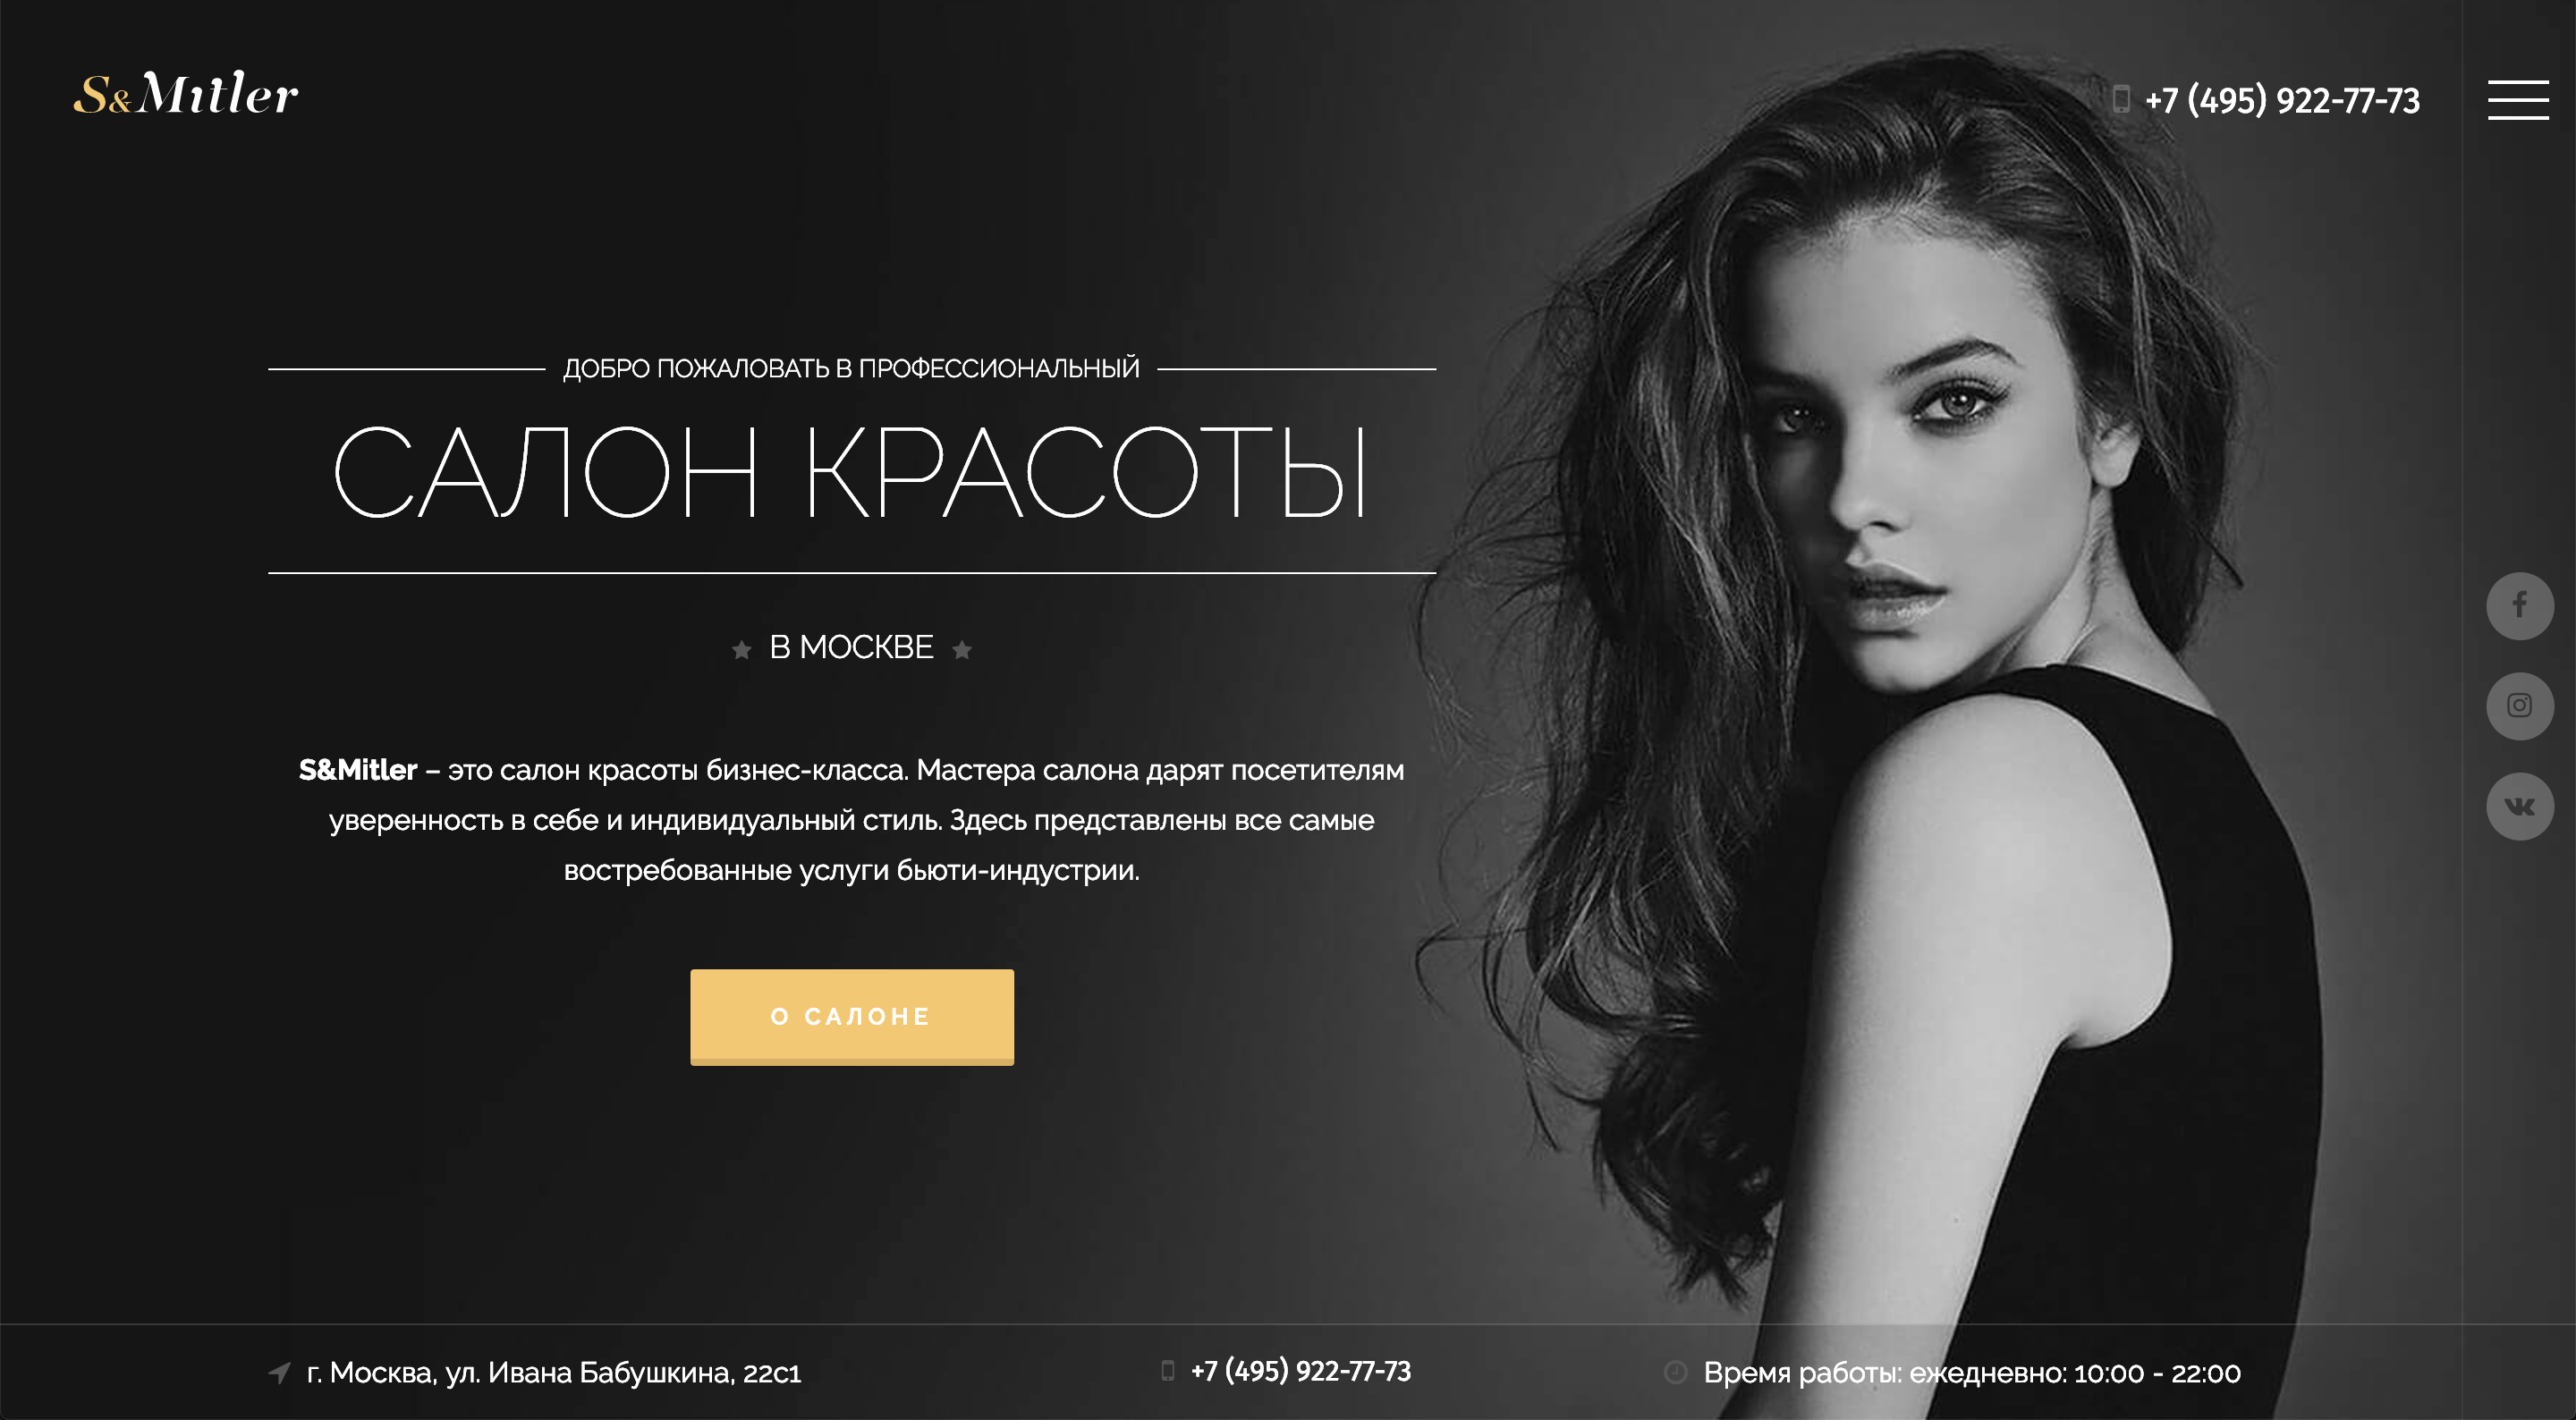 S&Mitler
+7 (495) 922-77-73
ДОБРО ПОЖАЛОВАТЬ В ПРОФЕССИОНАЛЬНЫЙ
САЛОН КРАСОТЫ
В МОСКВЕ
S&Mitler – это салон красоты бизнес-класса. Мастера салона дарят посетителям
уверенность в себе и индивидуальный стиль. Здесь представлены все самые
востребованные услуги бьюти-индустрии.
О САЛОНЕ
г. Москва, ул. Ивана Бабушкина, 22с1
+7 (495) 922-77-73
Время работы: ежедневно: 10:00 - 22:00